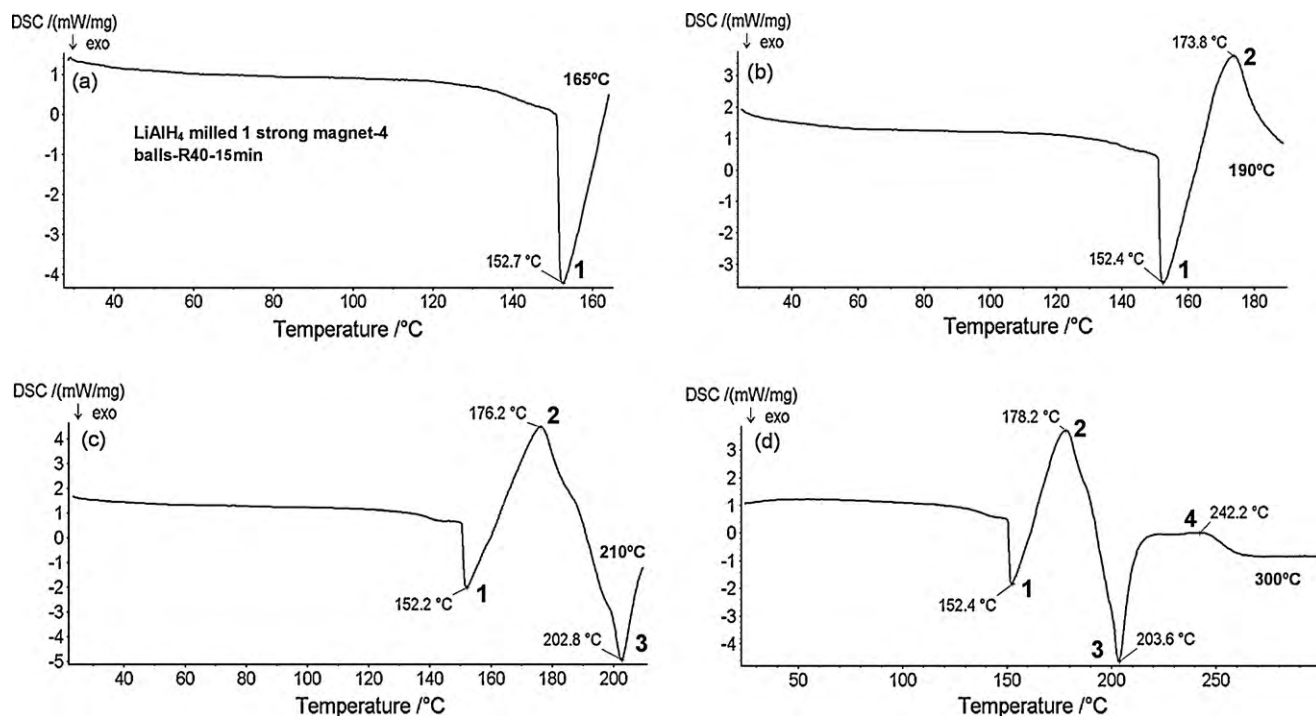 DSC /(mW/mg)
↓ exo
(a)
165°C
LiAlH₄ milled 1 strong magnet-4
balls-R40-15min
152.7 °C
1
1
0
-1
-2
-3
-4
40
60
80
100
120
140
160
Temperature /°C
DSC /(mW/mg)
↓ exo
(b)
173.8 °C
2
190°C
152.4 °C
1
3
2
1
0
-1
-2
-3
40
60
80
100
120
140
160
180
Temperature /°C
DSC /(mW/mg)
↓ exo
(c)
176.2 °C
2
210°C
152.2 °C
1
202.8 °C
3
4
3
2
1
0
-1
-2
-3
-4
-5
40
60
80
100
120
140
160
180
200
Temperature /°C
DSC /(mW/mg)
↓ exo
(d)
178.2 °C
2
4
242.2 °C
300°C
152.4 °C
1
3
203.6 °C
4
3
2
1
0
-1
-2
-3
-4
50
100
150
200
250
Temperature /°C